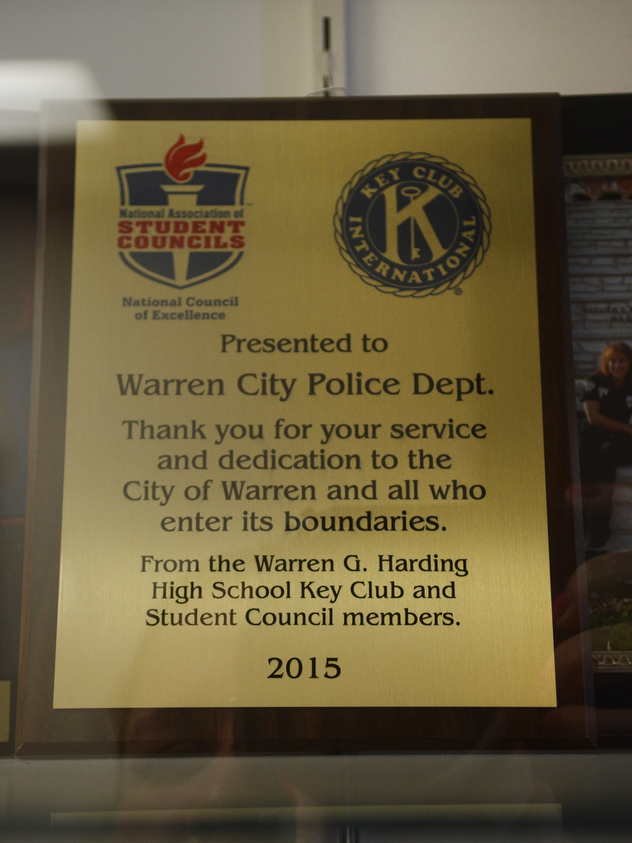 National Association of
STUDENT
COUNCILS
National Council
of Excellence
KEY CLUB
K
INTERNATIONAL
Presented to
Warren City Police Dept.
Thank you for your service
and dedication to the
City of Warren and all who
enter its boundaries.
From the Warren G. Harding
High School Key Club and
Student Council members.
2015